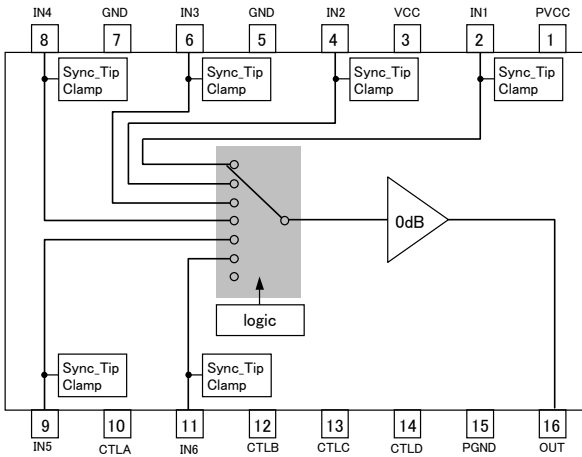 IN4 GND IN3 GND IN2 VCC IN1 PVCC
8 7 6 5 4 3 2 1
Sync_Tip Sync_Tip Sync_Tip Sync_Tip
Clamp Clamp Clamp Clamp
0dB
logic
Sync_Tip Sync_Tip
Clamp Clamp
9 10 11 12 13 14 15 16
IN5 CTLA IN6 CTLB CTLC CTLD PGND OUT